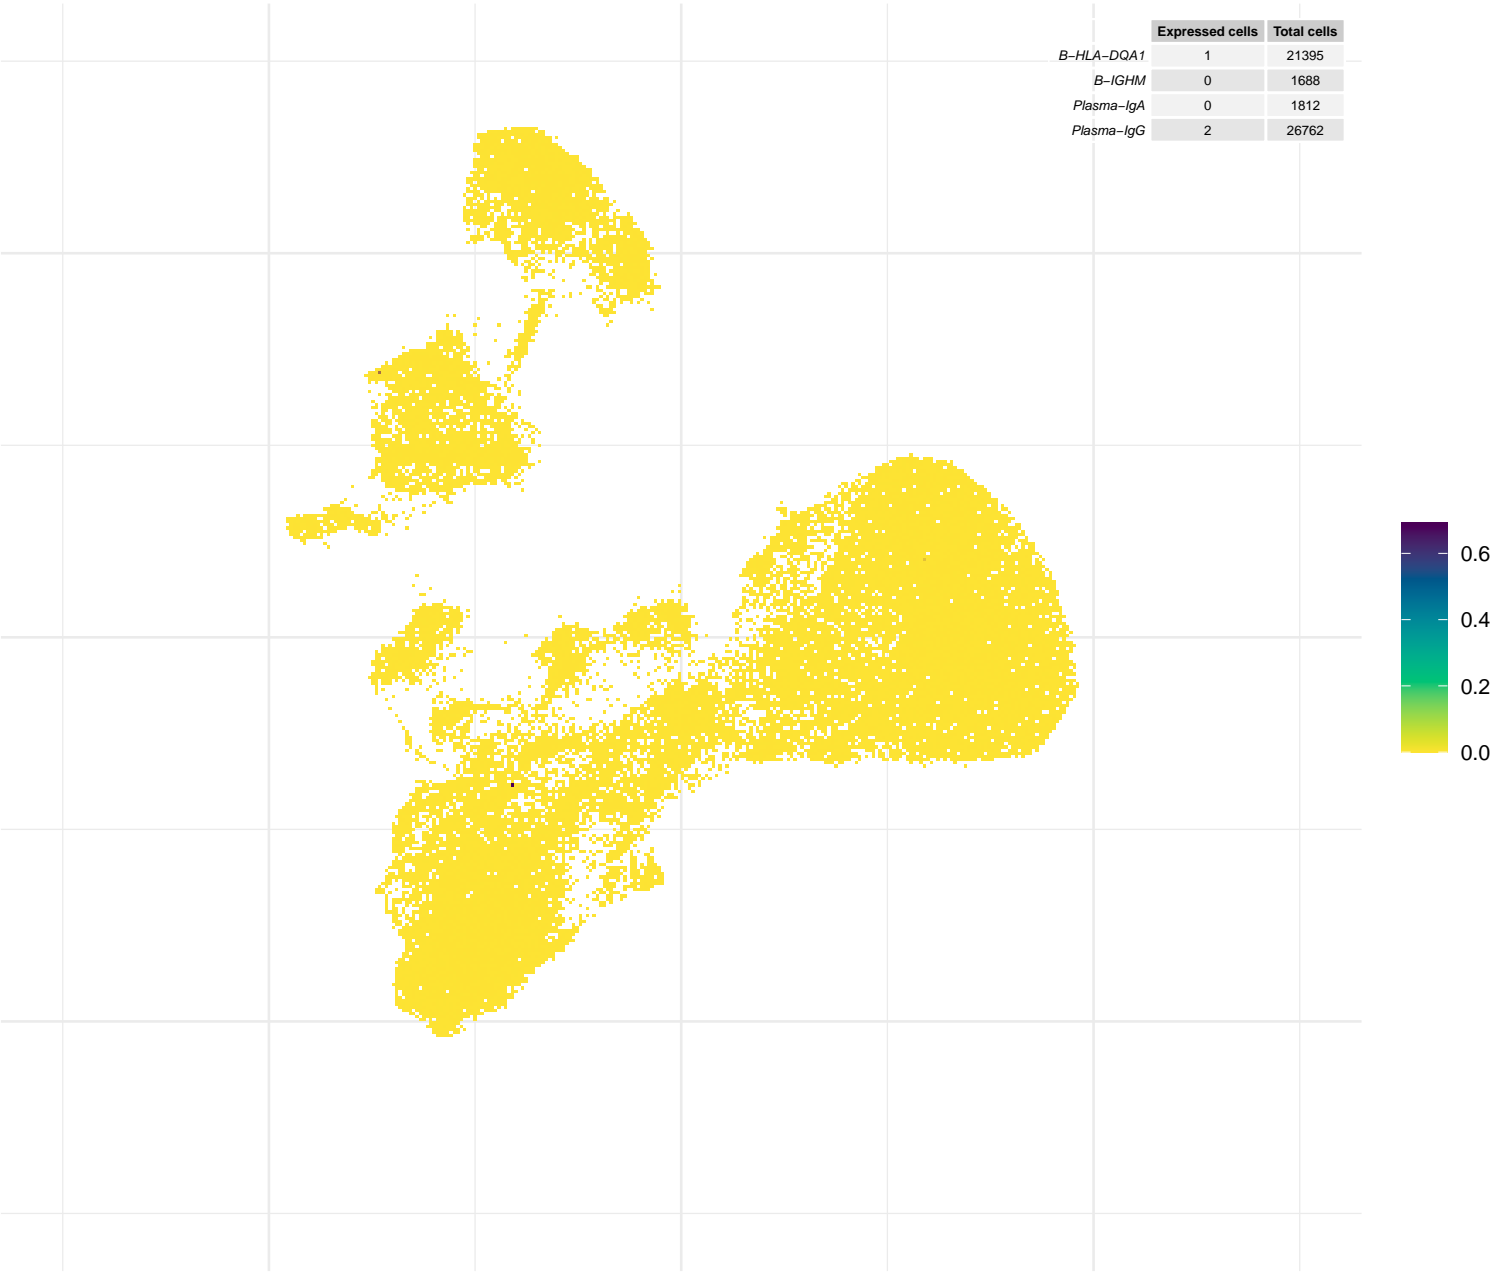 Expressed cells Total cells
B-HLA-DQA1 1 21395
B-IGHM 0 1688
Plasma-IgA 0 1812
Plasma-IgG 2 26762
0.6
0.4
0.2
0.0